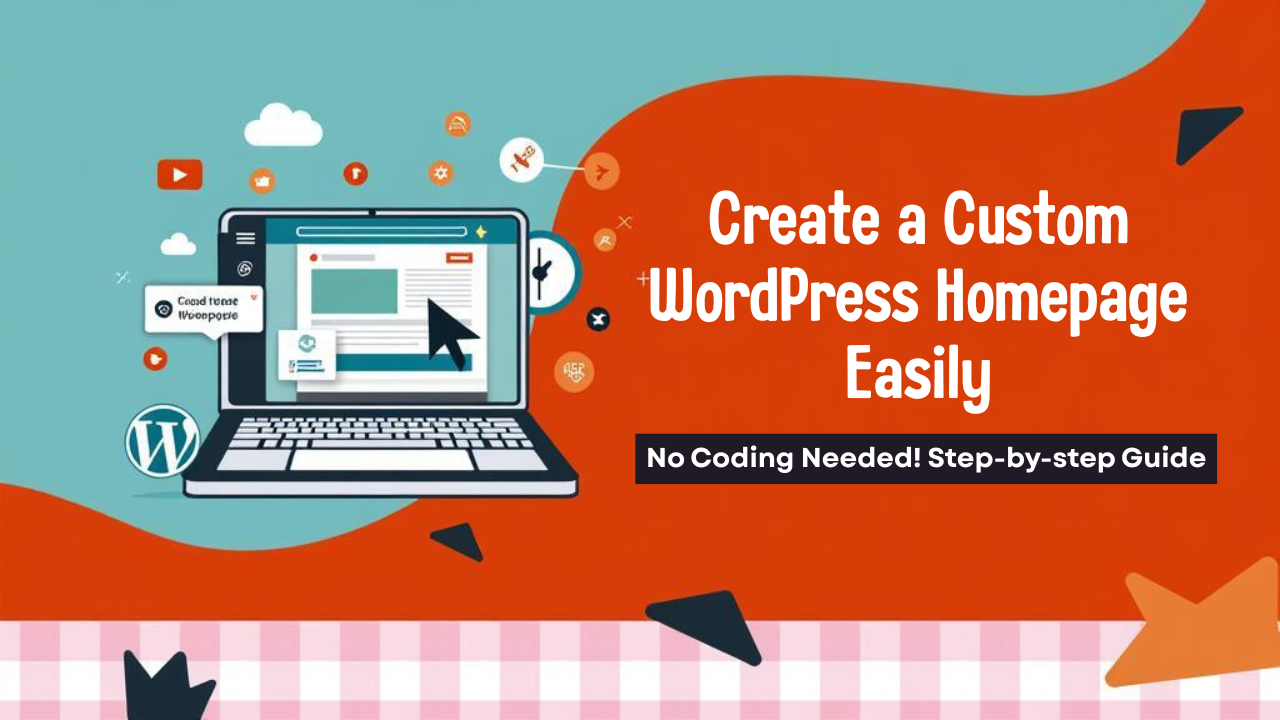 Create a Custom
WordPress Homepage
Easily
No Coding Needed! Step-by-step Guide
W